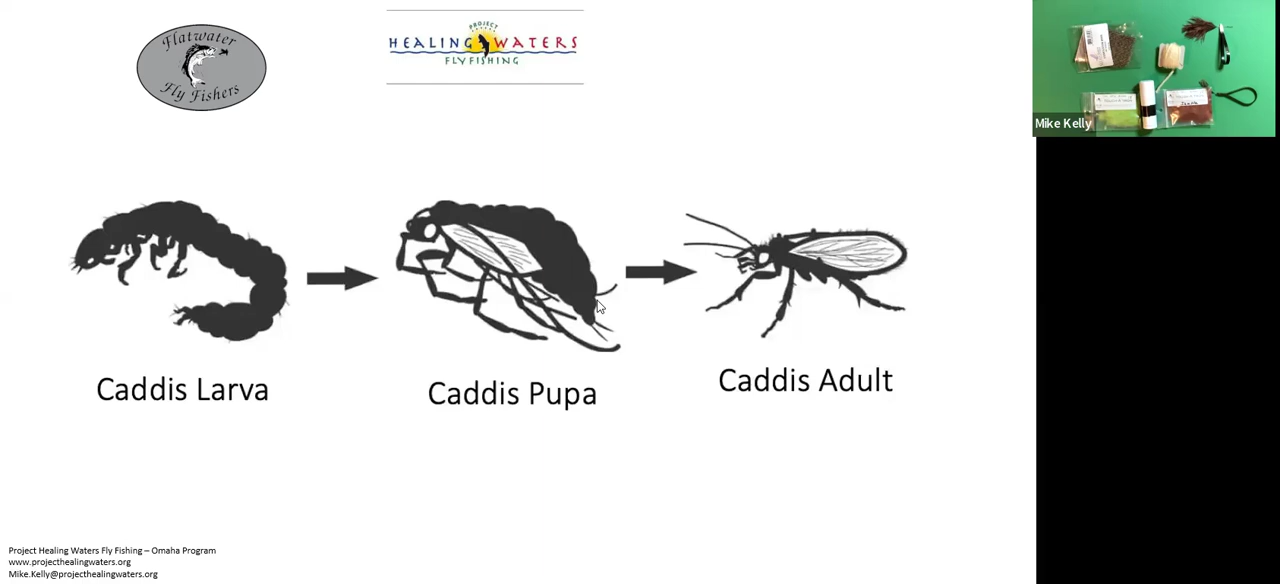 Flatwater
Fly Fishers
PROJECT
HEALING WATERS
FLY FISHING
Mike Kelly
Caddis Larva
Caddis Pupa
Caddis Adult
Project Healing Waters Fly Fishing – Omaha Program
www.projecthealingwaters.org
Mike.Kelly@projecthealingwaters.org